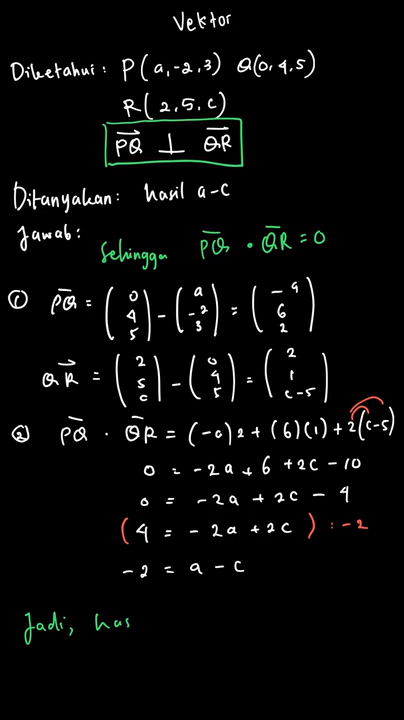 Vektor
Diketahui: P(a,-2,3) Q(0,4,5)
R(2,5,c)
PQ ⊥ QR
Ditanyakan: hasil a-c
Jawab:
Sehingga PQ · QR = 0
① PQ = (0 4 5) - (a -2 3) = (-a 6 2)
QR = (2 5 c) - (0 4 5) = (2 1 c-5)
② PQ · QR = (-a)2 + (6)(1) + 2(c-5)
0 = -2a + 6 + 2c - 10
0 = -2a + 2c - 4
(4 = -2a + 2c) : -2
-2 = a - c
Jadi, has